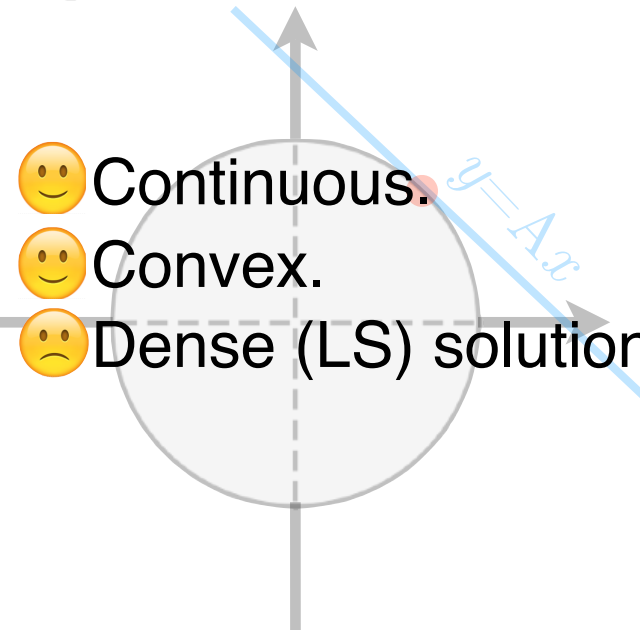 Continuous.
y=Ax
Convex.
Dense (LS) solution